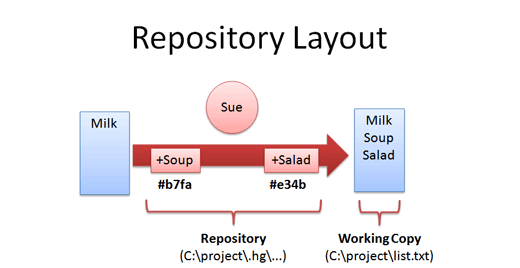 Repository Layout
Sue
Milk
+Soup
+Salad
#b7fa
#e34b
Milk
Soup
Salad
Repository
(C:\project\.hg\...)
Working Copy
(C:\project\list.txt)